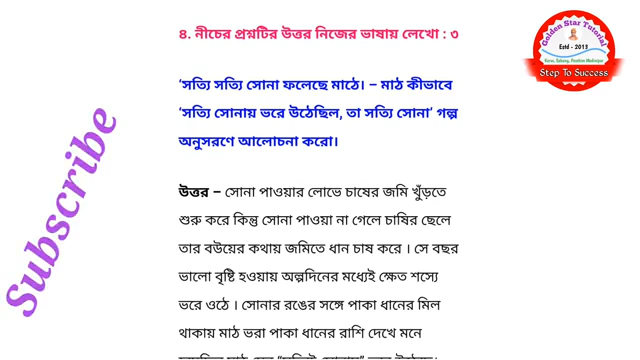 Golden Star Tutorial
Estd - 2013
Step To Success
৪. নীচের প্রশ্নটির উত্তর নিজের ভাষায় লেখো : ৩
‘সত্যি সত্যি সোনা ফলেছে মাঠে। – মাঠ কীভাবে
‘সত্যি সোনায় ভরে উঠেছিল, তা সত্যি সোনা’ গল্প
অনুসরণে আলোচনা করো।
উত্তর – সোনা পাওয়ার লোভে চাষের জমি খুঁড়তে
শুরু করে কিন্তু সোনা পাওয়া না গেলে চাষির ছেলে
তার বউয়ের কথায় জমিতে ধান চাষ করে । সে বছর
ভালো বৃষ্টি হওয়ায় অল্পদিনের মধ্যেই ক্ষেত শস্যে
ভরে ওঠে । সোনার রঙের সঙ্গে পাকা ধানের মিল
থাকায় মাঠ ভরা পাকা ধানের রাশি দেখে মনে
Subscribe